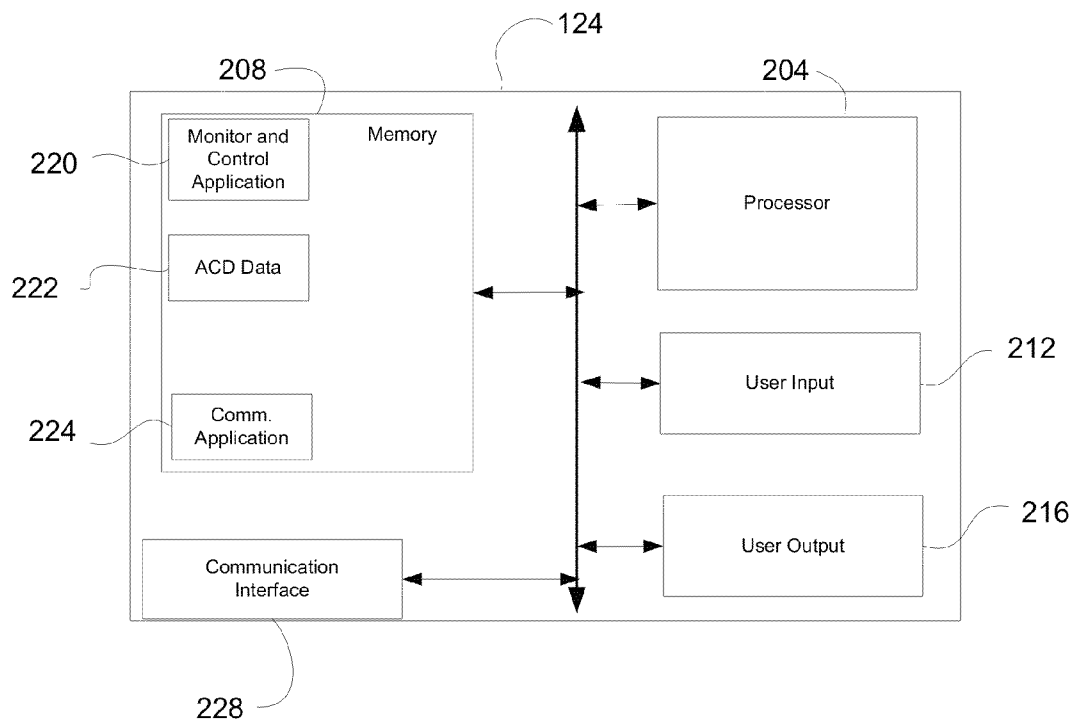 124
208
204
Monitor and
Control
Application
Memory
220
Processor
ACD Data
222
212
User Input
Comm.
Application
224
216
User Output
Communication
Interface
228